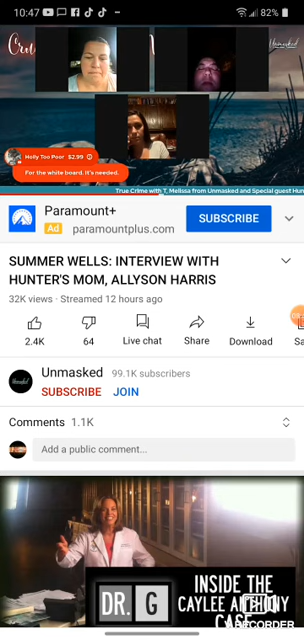 10:47
82%
Unmasked
Holly Too Poor $2.99
For the white board. It's needed.
True Crime with T, Melissa from Unmasked and Special guest Hun
Paramount+
Ad paramountplus.com
SUBSCRIBE
SUMMER WELLS: INTERVIEW WITH
HUNTER'S MOM, ALLYSON HARRIS
32K views · Streamed 12 hours ago
2.4K 64 Live chat Share Download Sa
Unmasked 99.1K subscribers
SUBSCRIBE JOIN
Comments 1.1K
Add a public comment...
DR. G
INSIDE THE
CAYLEE ANTHONY
CASE
RECORDER